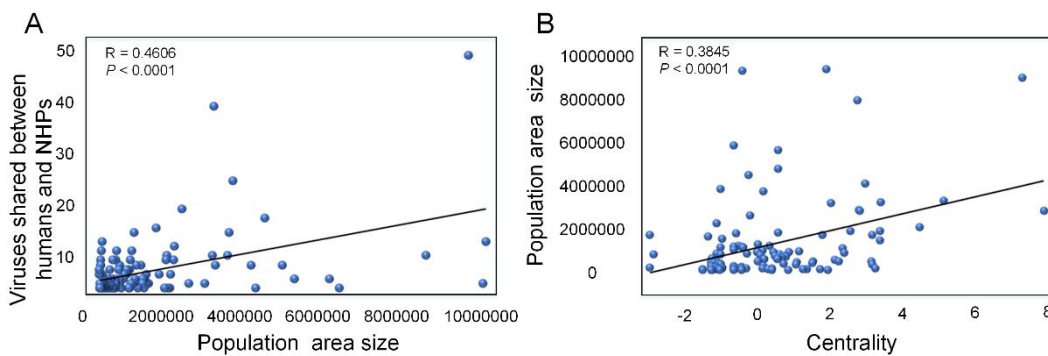 A
R = 0.4606
P < 0.0001
Viruses shared between
humans and NHPs
50
40
30
20
10
0 2000000 4000000 6000000 8000000 10000000
Population area size
B
R = 0.3845
P < 0.0001
Population area size
10000000
8000000
6000000
4000000
2000000
0
-2 0 2 4 6 8
Centrality